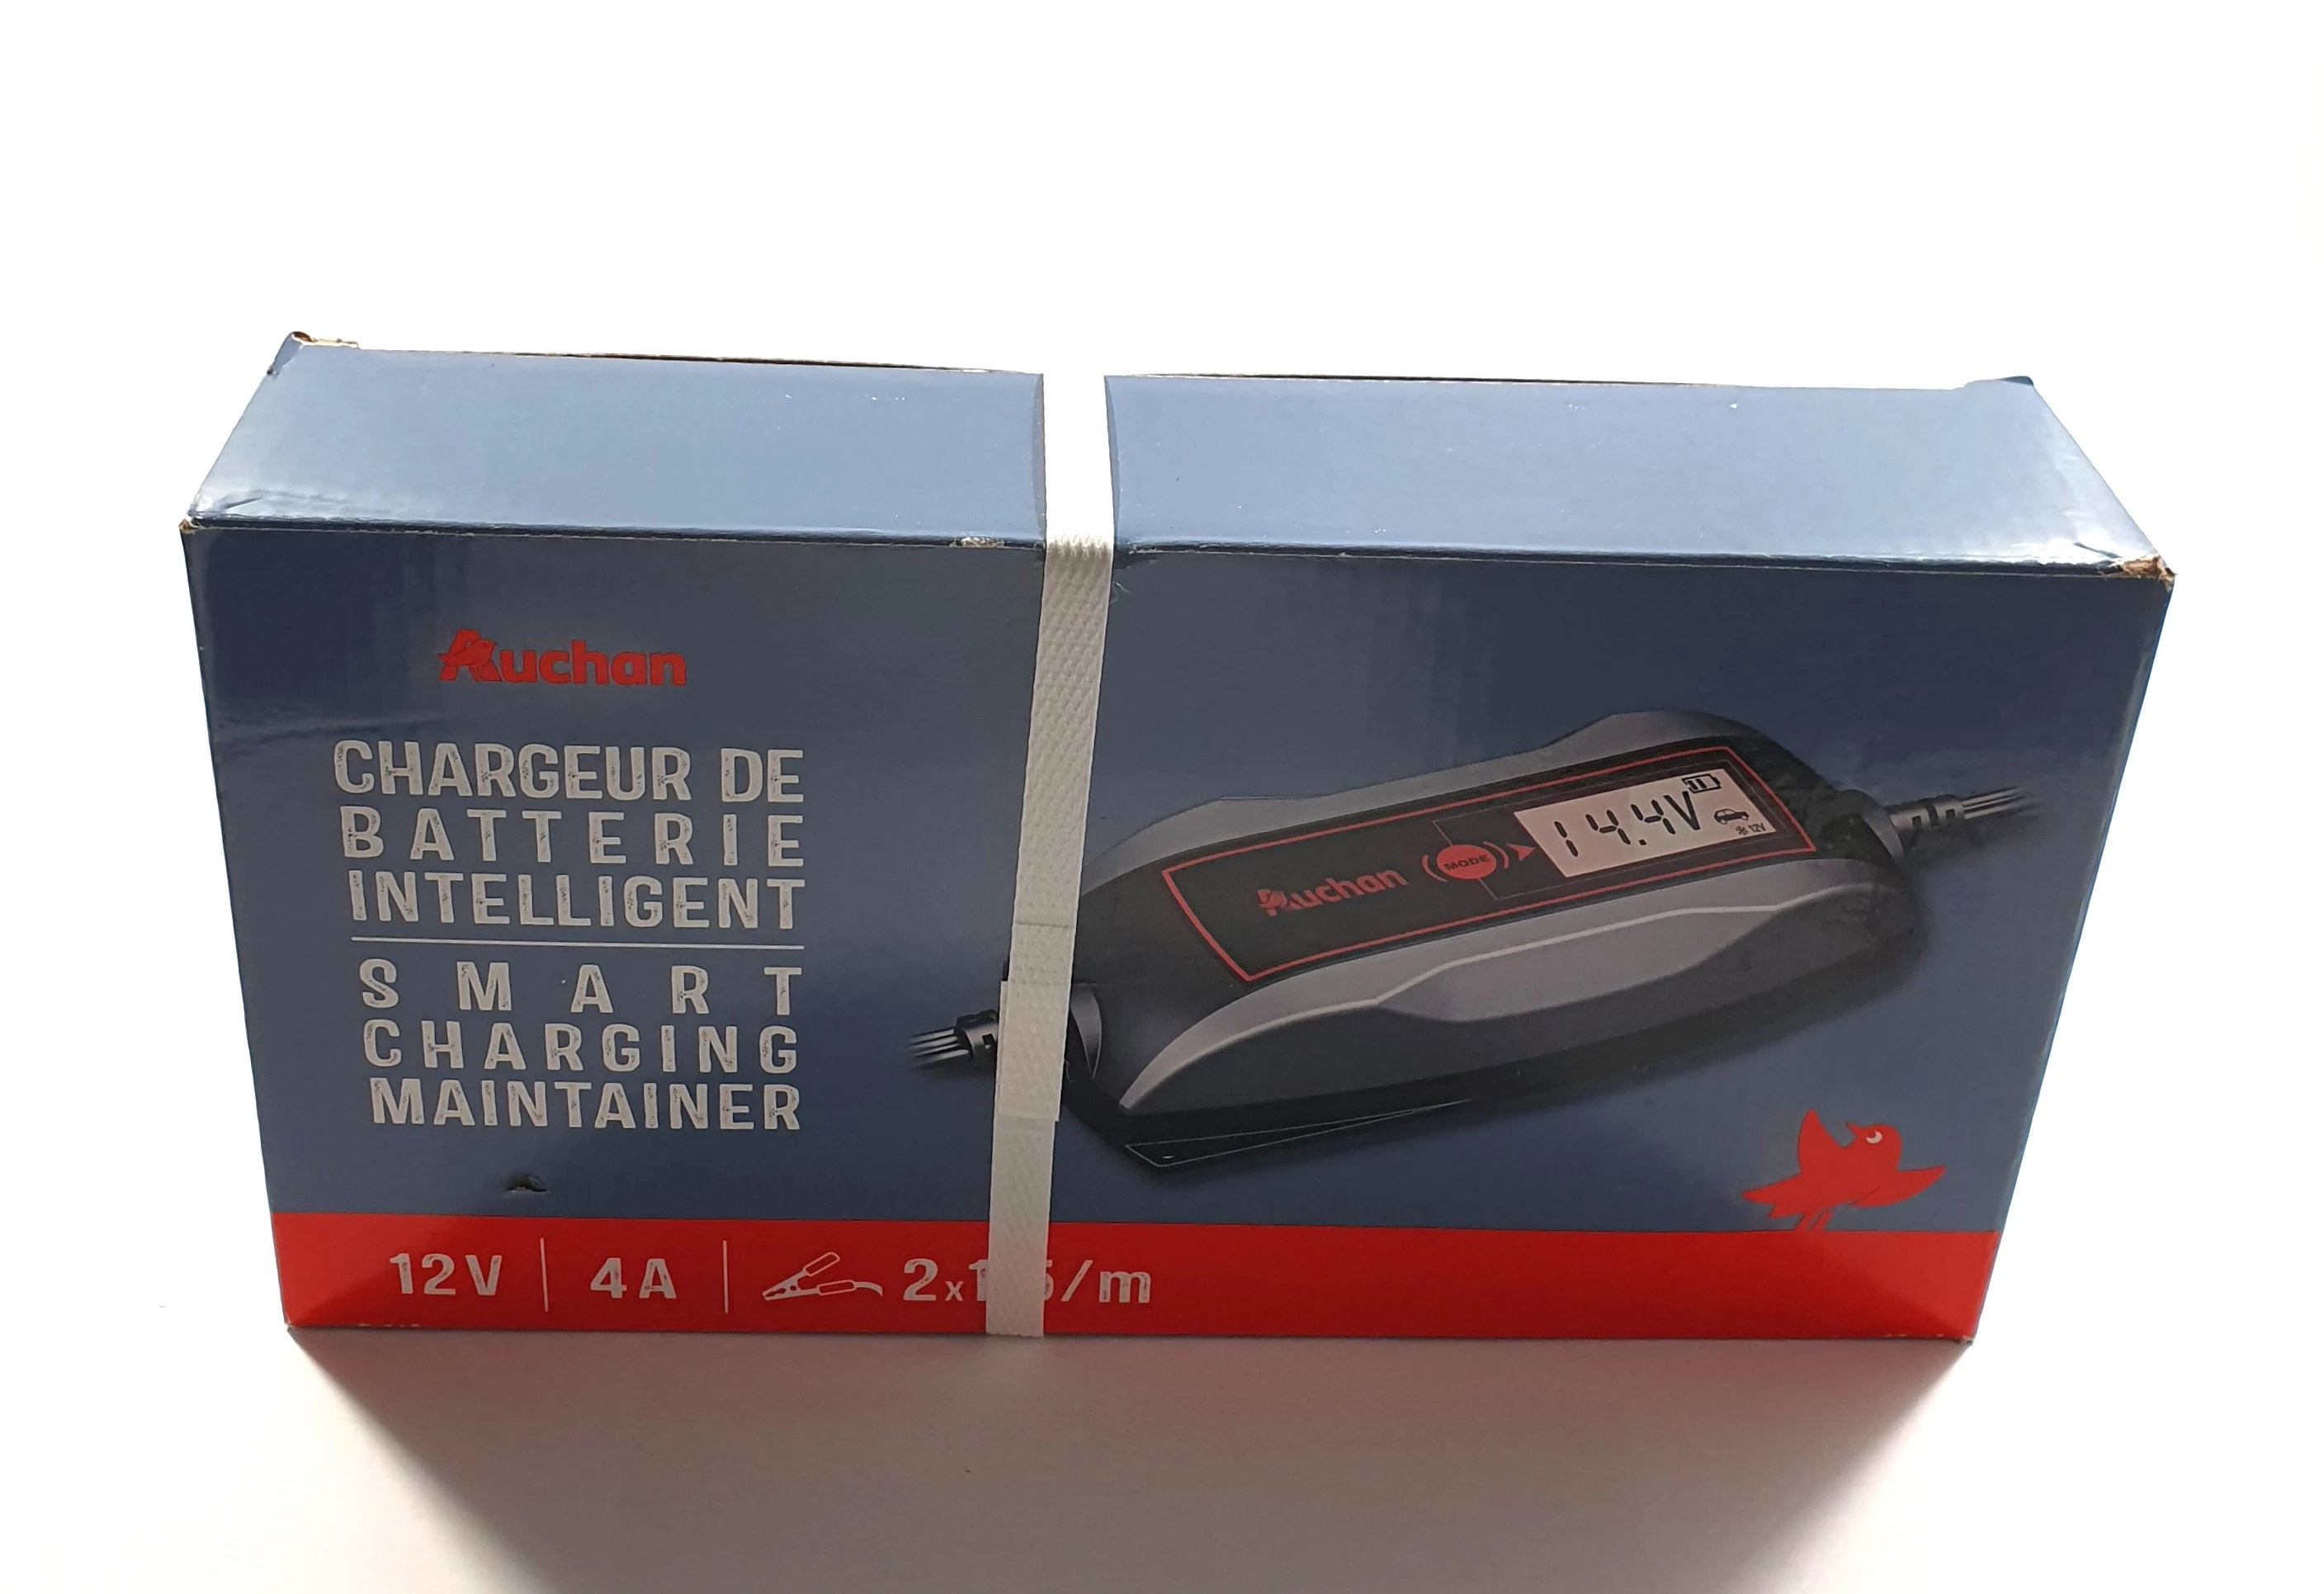 Auchan
CHARGEUR DE
BATTERIE
INTELLIGENT
SMART
CHARGING
MAINTAINER
Auchan
MODE
14.4V
12V
12V
4A